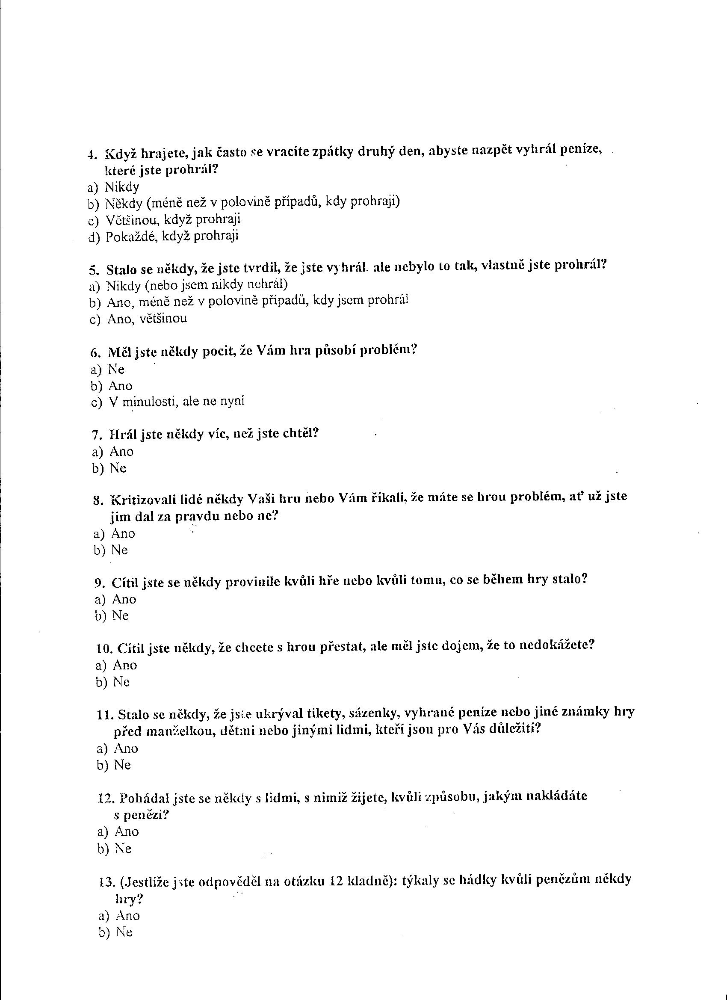 4. Když hrajete, jak často se vracíte zpátky druhý den, abyste nazpět vyhrál peníze,
které jste prohrál?
a) Nikdy
b) Někdy (méně než v polovině případů, kdy prohraji)
c) Většinou, když prohraji
d) Pokaždé, když prohraji
5. Stalo se někdy, že jste tvrdil, že jste vyhrál. ale nebylo to tak, vlastně jste prohrál?
a) Nikdy (nebo jsem nikdy nehrál)
b) Ano, méně než v polovině případů, kdy jsem prohrál
c) Ano, většinou
6. Měl jste někdy pocit, že Vám hra působí problém?
a) Ne
b) Ano
c) V minulosti, ale ne nyní
7. Hrál jste někdy víc, než jste chtěl?
a) Ano
b) Ne
8. Kritizovali lidé někdy Vaši hru nebo Vám říkali, že máte se hrou problém, ať už jste
jim dal za pravdu nebo ne?
a) Ano
b) Ne
9. Cítil jste se někdy provinile kvůli hře nebo kvůli tomu, co se během hry stalo?
a) Ano
b) Ne
10. Cítil jste někdy, že chcete s hrou přestat, ale měl jste dojem, že to nedokážete?
a) Ano
b) Ne
11. Stalo se někdy, že jste ukrýval tikety, sázenky, vyhrané peníze nebo jiné známky hry
před manželkou, dětmi nebo jinými lidmi, kteří jsou pro Vás důležití?
a) Ano
b) Ne
12. Pohádal jste se někdy s lidmi, s nimiž žijete, kvůli způsobu, jakým nakládáte
s penězi?
a) Ano
b) Ne
13. (Jestliže jste odpověděl na otázku 12 kladně): týkaly se hádky kvůli penězům někdy
hry?
a) Ano
b) Ne